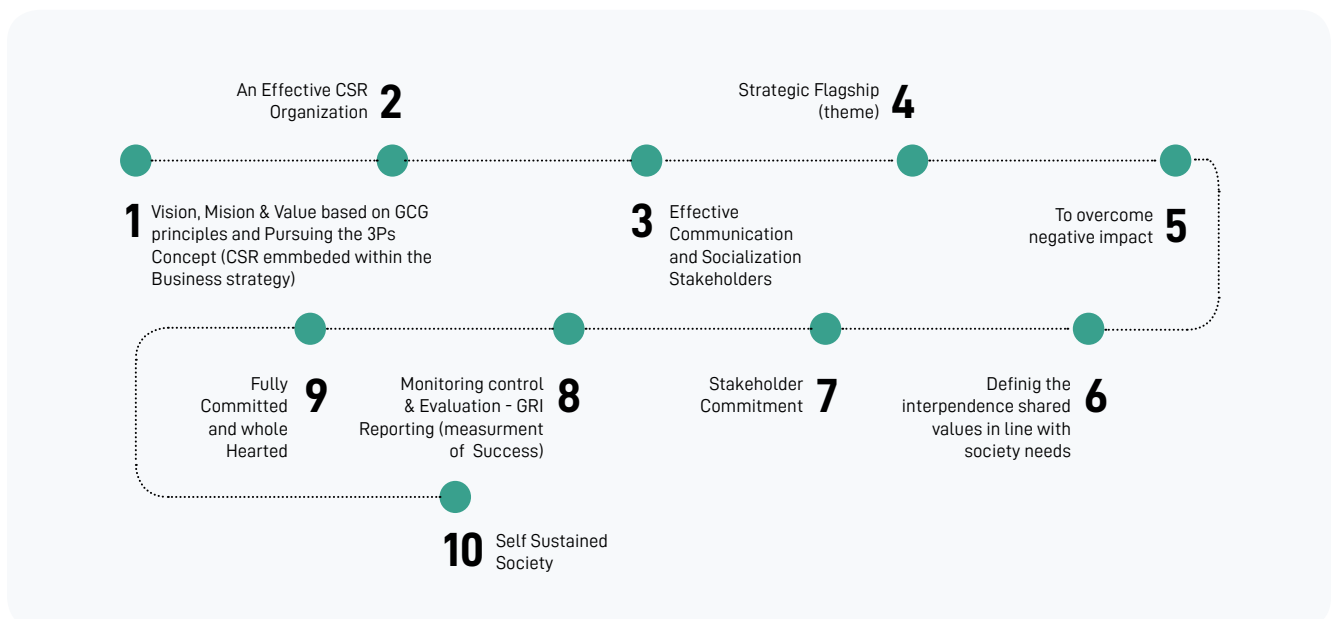 1
Vision, Mision & Value based on GCG
principles and Pursuing the 3Ps
Concept (CSR emmbeded within the
Business strategy)
An Effective CSR
Organization
2
3
Effective
Communication
and Socialization
Stakeholders
Strategic Flagship
(theme)
4
To overcome
negative impact
5
Definig the
interpendence shared
values in line with
society needs
6
Stakeholder
Commitment
7
Monitoring control
& Evaluation - GRI
Reporting (measurment
of Success)
8
Fully
Committed
and whole
Hearted
9
10
Self Sustained
Society